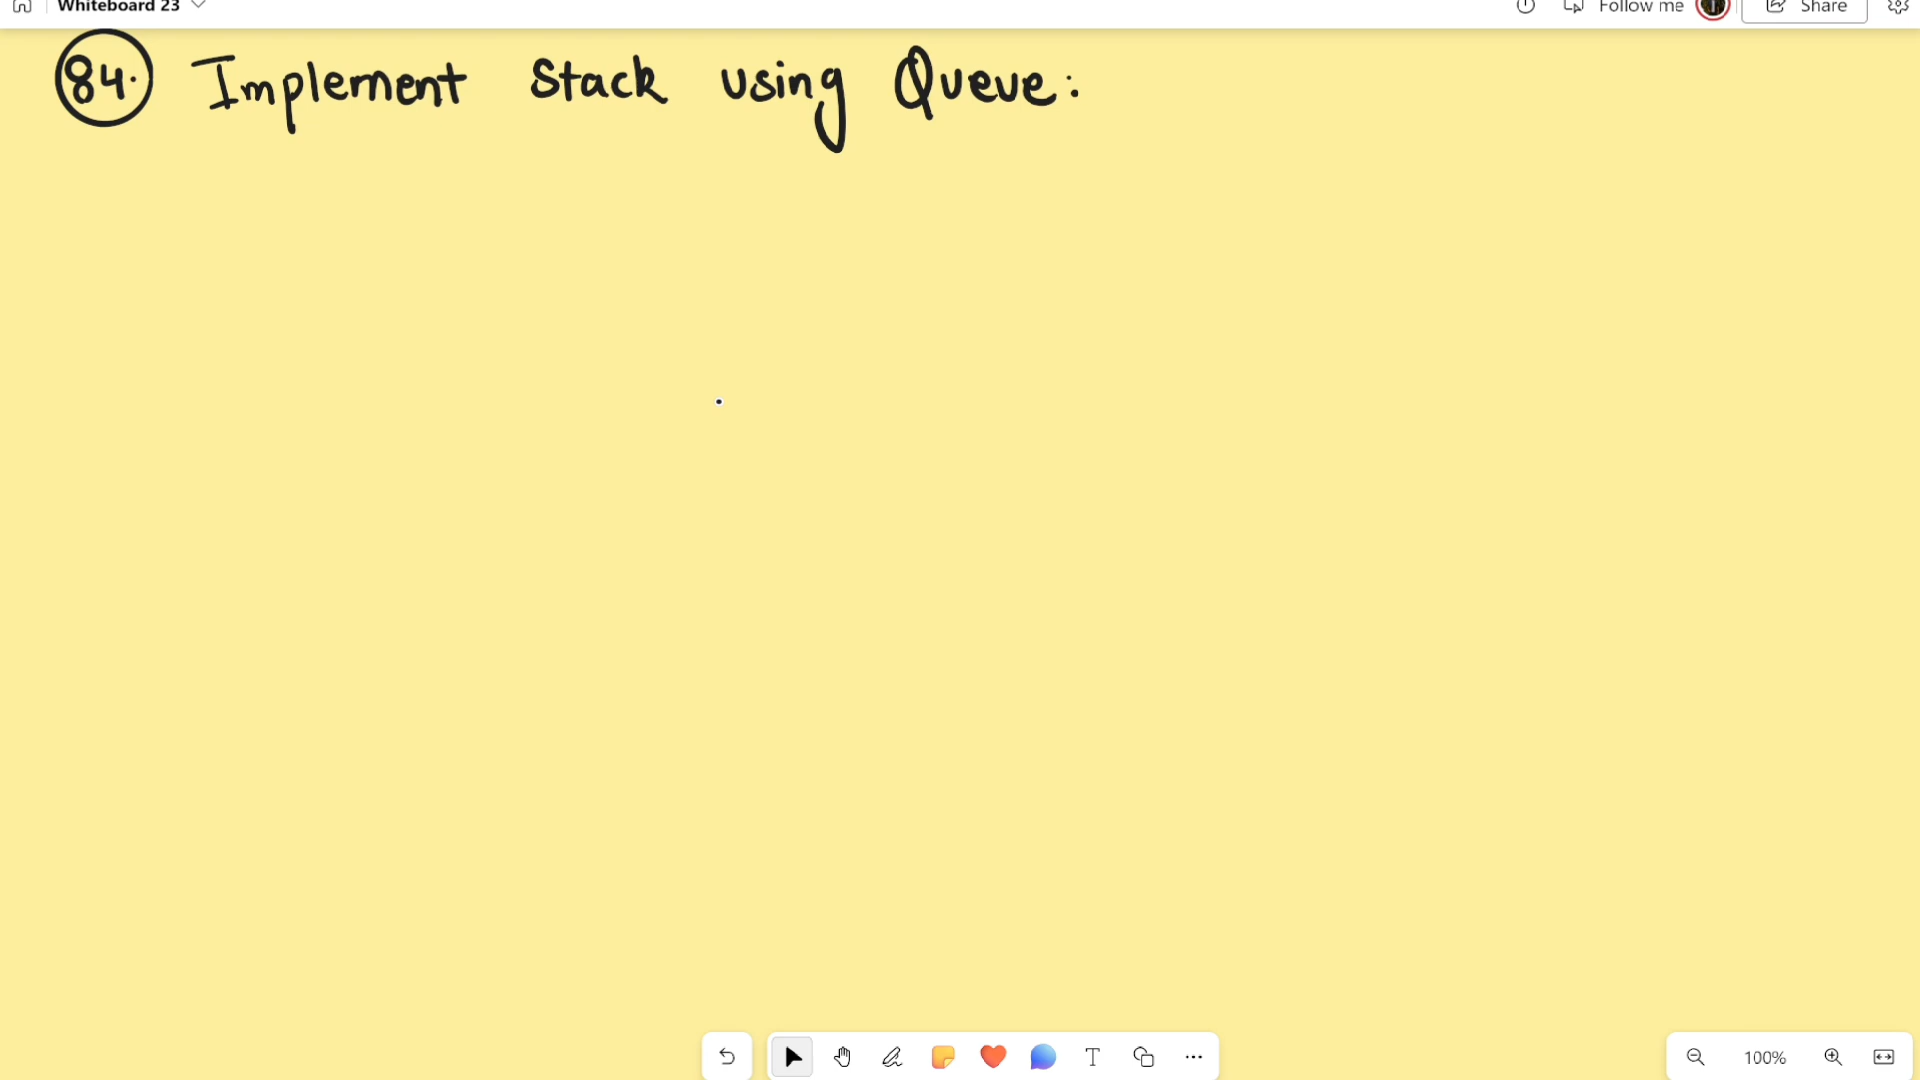 Whiteboard 23
Follow me
Share
84. Implement Stack using Queue:
T
100%